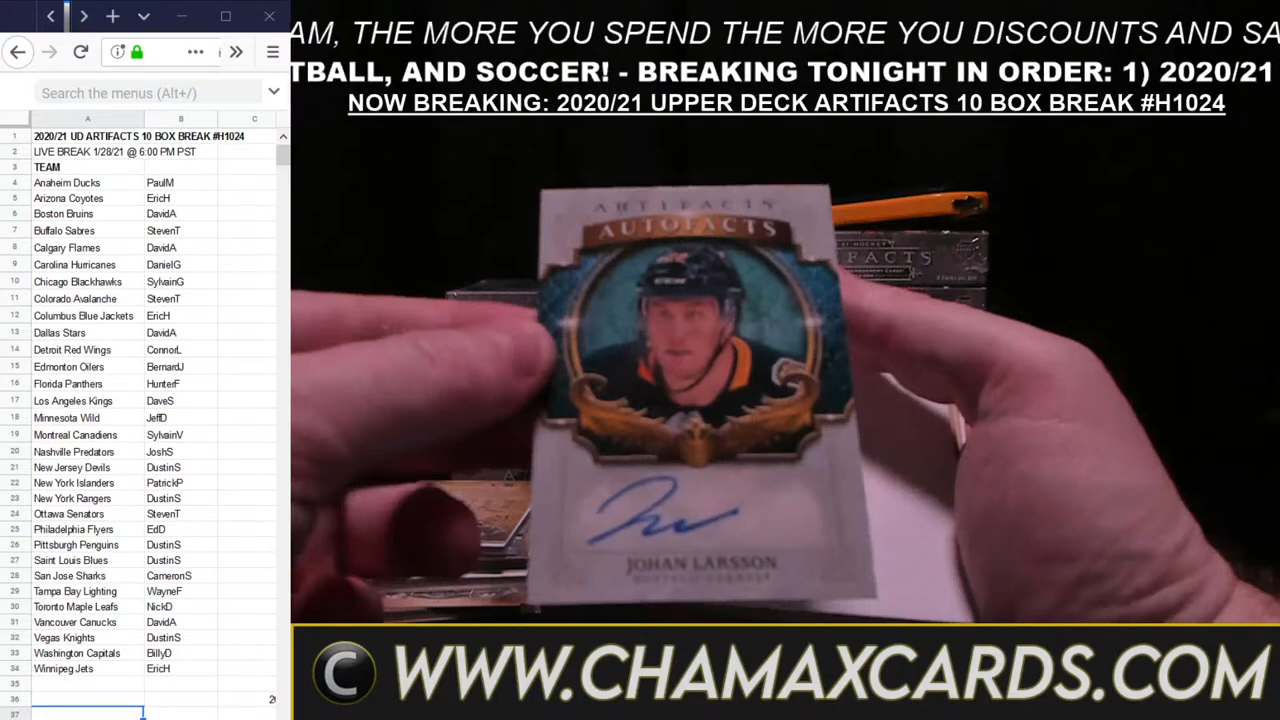 AM, THE MORE YOU SPEND THE MORE YOU DISCOUNTS AND SA
TBALL, AND SOCCER! - BREAKING TONIGHT IN ORDER: 1) 2020/21
NOW BREAKING: 2020/21 UPPER DECK ARTIFACTS 10 BOX BREAK #H1024
Search the menus (Alt+/)
A B C
1 2020/21 UD ARTIFACTS 10 BOX BREAK #H1024
2 LIVE BREAK 1/28/21 @ 6:00 PM PST
3 TEAM
4 Anaheim Ducks PaulM
5 Arizona Coyotes EricH
6 Boston Bruins DavidA
7 Buffalo Sabres StevenT
8 Calgary Flames DavidA
9 Carolina Hurricanes DanielG
10 Chicago Blackhawks SylvainG
11 Colorado Avalanche StevenT
12 Columbus Blue Jackets EricH
13 Dallas Stars DavidA
14 Detroit Red Wings ConnorL
15 Edmonton Oilers BernardJ
16 Florida Panthers HunterF
17 Los Angeles Kings DaveS
18 Minnesota Wild JeffD
19 Montreal Canadiens SylvainV
20 Nashville Predators JoshS
21 New Jersey Devils DustinS
22 New York Islanders PatrickP
23 New York Rangers DustinS
24 Ottawa Senators StevenT
25 Philadelphia Flyers EdD
26 Pittsburgh Penguins DustinS
27 Saint Louis Blues DustinS
28 San Jose Sharks CameronS
29 Tampa Bay Lighting WayneF
30 Toronto Maple Leafs NickD
31 Vancouver Canucks DavidA
32 Vegas Knights DustinS
33 Washington Capitals BillyD
34 Winnipeg Jets EricH
35
36 20
37
ARTIFACTS
AUTOFACTS
JOHAN LARSSON
HOCKEY
IFACTS
C WWW.CHAMAXCARDS.COM